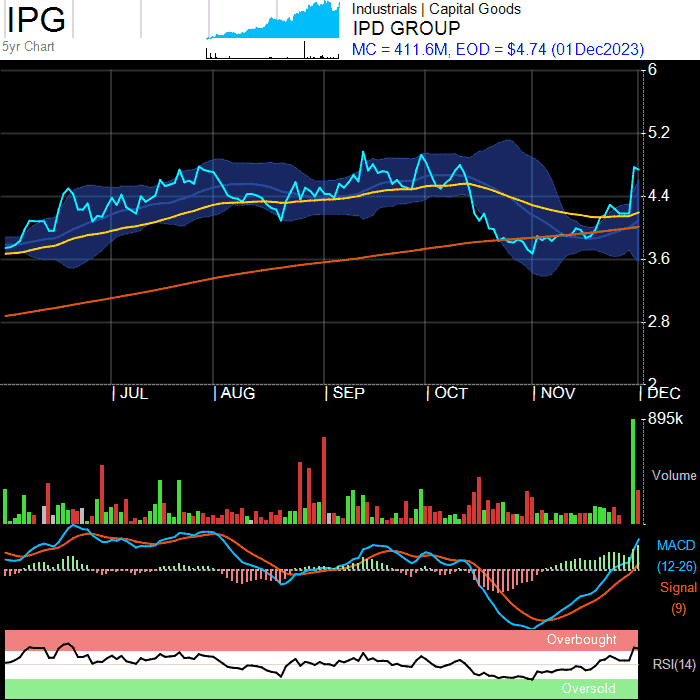 IPG
5yr Chart
Industrials | Capital Goods
IPD GROUP
MC = 411.6M, EOD = $4.74 (01Dec2023)
6
5.2
4.4
3.6
2.8
2
JUL
AUG
SEP
OCT
NOV
DEC
895k
Volume
MACD
(12-26)
Signal
(9)
Overbought
RSI(14)
Oversold